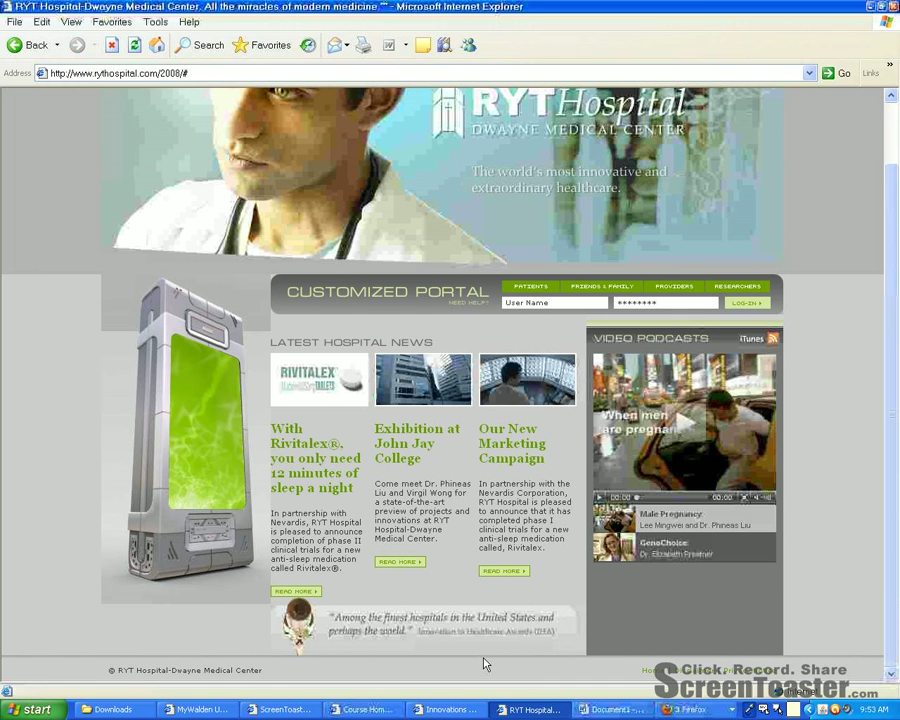 RYT Hospital-Dwayne Medical Center. All the miracles of modern medicine.™ - Microsoft Internet Explorer
File Edit View Favorites Tools Help
Back Search Favorites
Address http://www.rythospital.com/2008/# Go Links »
RYTHospital
DWAYNE MEDICAL CENTER
The world's most innovative and
extraordinary healthcare.
CUSTOMIZED PORTAL
NEED HELP?
PATIENTS FRIENDS & FAMILY PROVIDERS RESEARCHERS
User Name ******** LOG-IN
LATEST HOSPITAL NEWS
RIVITALEX
TABLETS
With
Rivitalex®,
you only need
12 minutes of
sleep a night
In partnership with
Nevardis, RYT Hospital
is pleased to announce
completion of phase II
clinical trials for a new
anti-sleep medication
called Rivitalex®.
READ MORE
Exhibition at
John Jay
College
Come meet Dr. Phineas
Liu and Virgil Wong for
a state-of-the-art
preview of projects and
innovations at RYT
Hospital-Dwayne
Medical Center.
READ MORE
Our New
Marketing
Campaign
In partnership with the
Nevardis Corporation,
RYT Hospital is pleased
to announce that it has
completed phase I
clinical trials for a new
anti-sleep medication
called, Rivitalex.
READ MORE
VIDEO PODCASTS iTunes
When men
are pregnant
00:00 00:00
Male Pregnancy:
Lee Mingwei and Dr. Phineas Liu
GenoChoice:
Dr. Elizabeth Preatner
"Among the finest hospitals in the United States and
perhaps the world." Innovation in Healthcare Awards (IHA)
© RYT Hospital-Dwayne Medical Center
Click. Record. Share
ScreenToaster.com
Internet
start Downloads MyWalden U... ScreenToast... Course Hom... Innovations ... RYT Hospital... Document1 -... 3 Firefox 9:53 AM